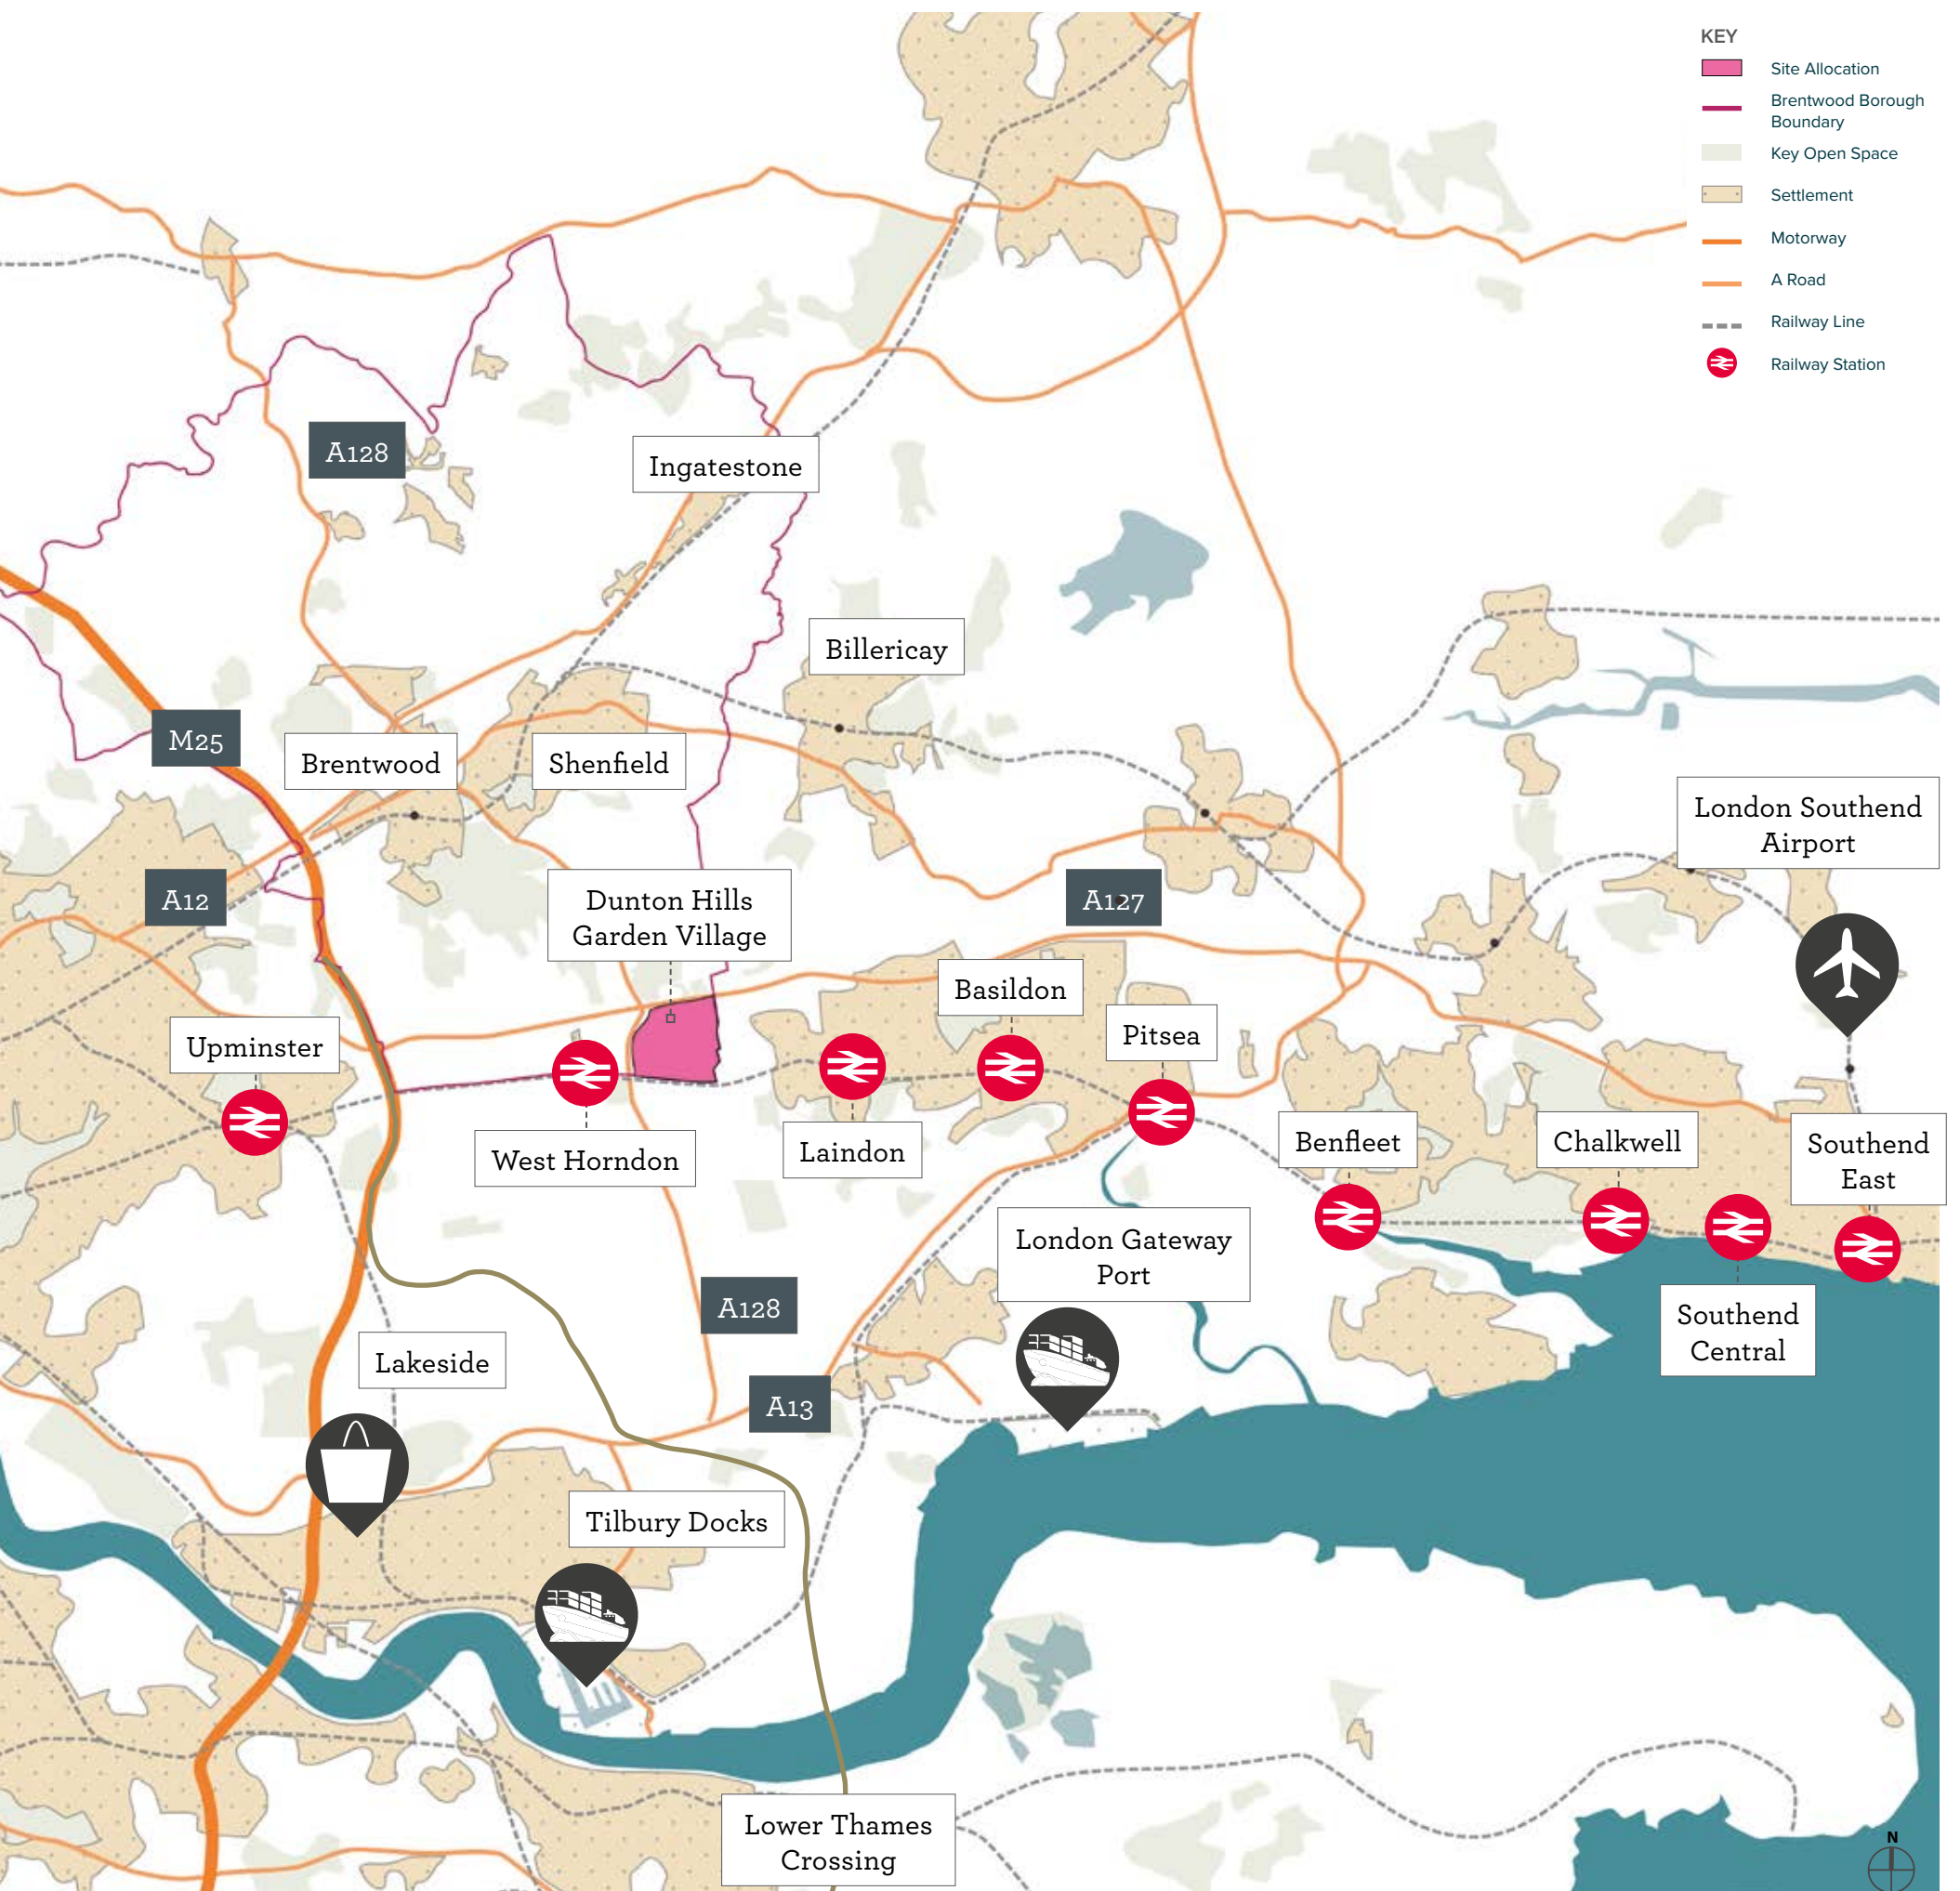 KEY
Site Allocation
Brentwood Borough
Boundary
Key Open Space
Settlement
Motorway
A Road
Railway Line
Railway Station
A128
Ingatestone
Billericay
M25
Brentwood
Shenfield
London Southend
Airport
A12
Dunton Hills
Garden Village
A127
Basildon
Pitsea
Upminster
West Horndon
Laindon
Benfleet
Chalkwell
Southend
East
London Gateway
Port
A128
Southend
Central
Lakeside
A13
Tilbury Docks
Lower Thames
Crossing
N